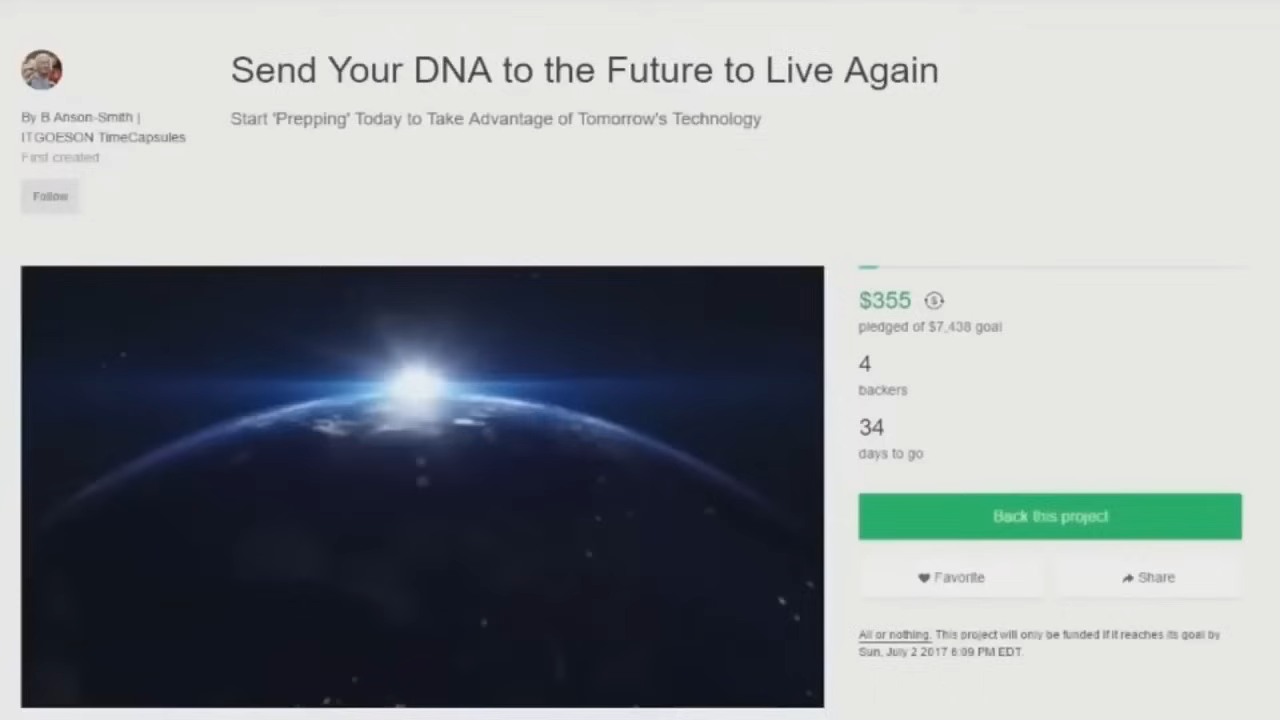 Send Your DNA to the Future to Live Again
Start 'Prepping' Today to Take Advantage of Tomorrow's Technology
By B Anson-Smith |
ITGOESON TimeCapsules
First created
Follow
$355
pledged of $7,438 goal
4
backers
34
days to go
Back this project
Favorite
Share
All or nothing. This project will only be funded if it reaches its goal by
Sun, July 2 2017 6:09 PM EDT.